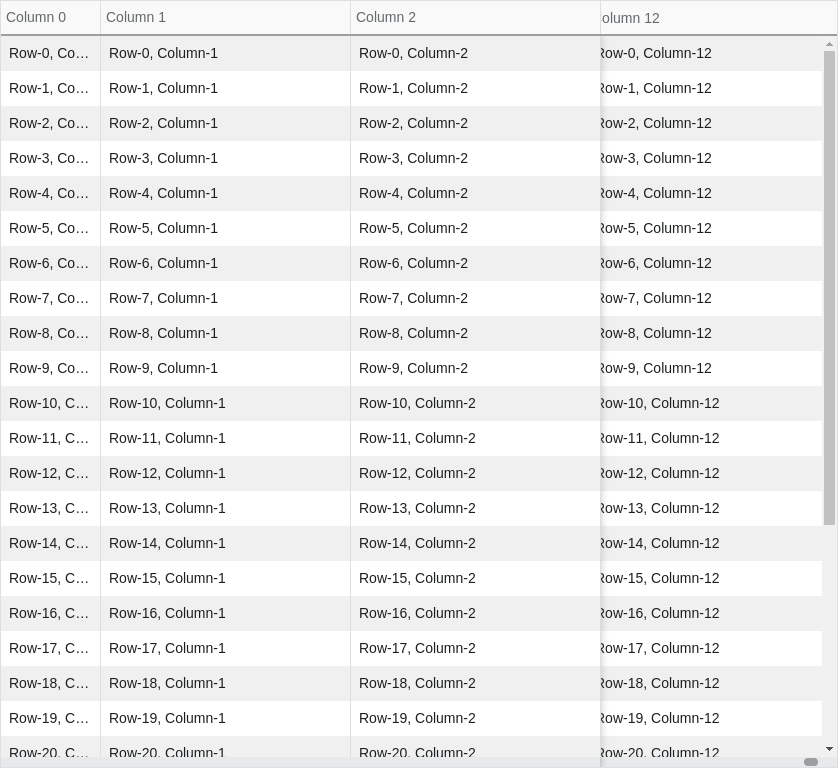 Column 0 Column 1 Column 2 olumn 12
Row-0, Co… Row-0, Column-1 Row-0, Column-2 Row-0, Column-12
Row-1, Co… Row-1, Column-1 Row-1, Column-2 Row-1, Column-12
Row-2, Co… Row-2, Column-1 Row-2, Column-2 Row-2, Column-12
Row-3, Co… Row-3, Column-1 Row-3, Column-2 Row-3, Column-12
Row-4, Co… Row-4, Column-1 Row-4, Column-2 Row-4, Column-12
Row-5, Co… Row-5, Column-1 Row-5, Column-2 Row-5, Column-12
Row-6, Co… Row-6, Column-1 Row-6, Column-2 Row-6, Column-12
Row-7, Co… Row-7, Column-1 Row-7, Column-2 Row-7, Column-12
Row-8, Co… Row-8, Column-1 Row-8, Column-2 Row-8, Column-12
Row-9, Co… Row-9, Column-1 Row-9, Column-2 Row-9, Column-12
Row-10, C… Row-10, Column-1 Row-10, Column-2 Row-10, Column-12
Row-11, C… Row-11, Column-1 Row-11, Column-2 Row-11, Column-12
Row-12, C… Row-12, Column-1 Row-12, Column-2 Row-12, Column-12
Row-13, C… Row-13, Column-1 Row-13, Column-2 Row-13, Column-12
Row-14, C… Row-14, Column-1 Row-14, Column-2 Row-14, Column-12
Row-15, C… Row-15, Column-1 Row-15, Column-2 Row-15, Column-12
Row-16, C… Row-16, Column-1 Row-16, Column-2 Row-16, Column-12
Row-17, C… Row-17, Column-1 Row-17, Column-2 Row-17, Column-12
Row-18, C… Row-18, Column-1 Row-18, Column-2 Row-18, Column-12
Row-19, C… Row-19, Column-1 Row-19, Column-2 Row-19, Column-12
Row-20, C… Row-20, Column-1 Row-20, Column-2 Row-20, Column-12